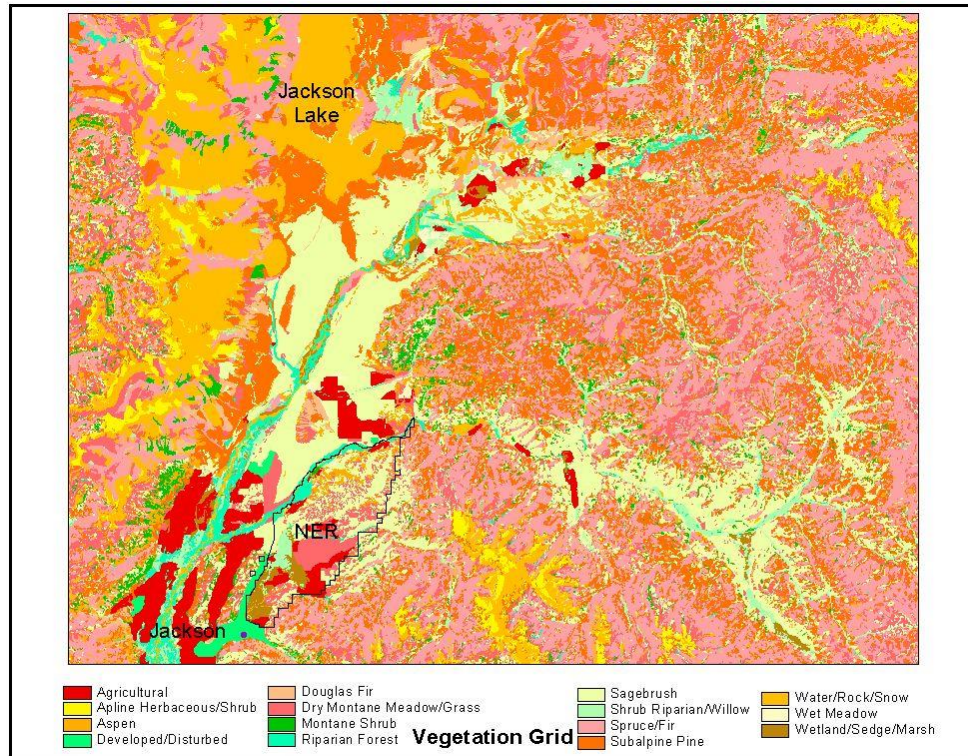 Jackson
Lake
NER
Jackson
Agricultural
Apline Herbaceous/Shrub
Aspen
Developed/Disturbed
Douglas Fir
Dry Montane Meadow/Grass
Montane Shrub
Riparian Forest
Vegetation Grid
Sagebrush
Shrub Riparian/Willow
Spruce/Fir
Subalpine Pine
Water/Rock/Snow
Wet Meadow
Wetland/Sedge/Marsh